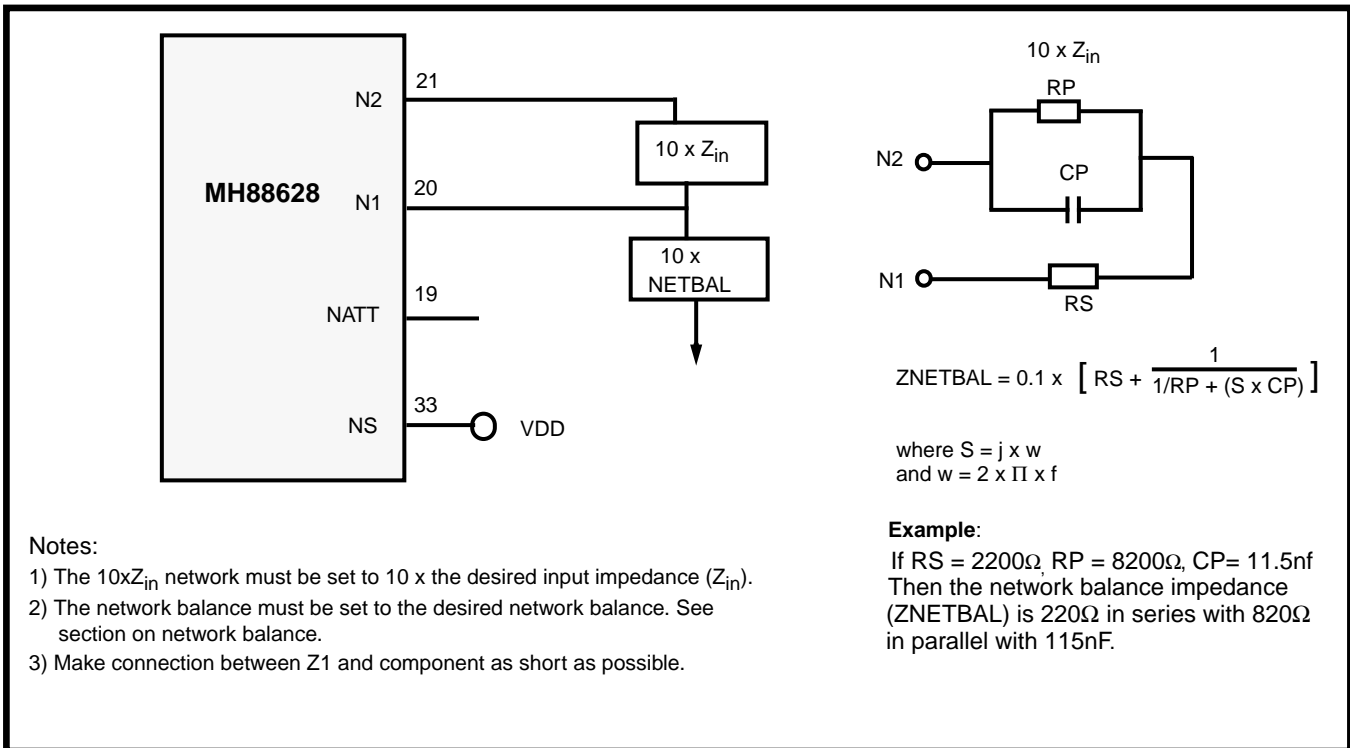 N2
21
10 x Zin
MH88628
N1
20
10 x
NETBAL
NATT
19
NS
33
VDD
10 x Zin
RP
N2
CP
N1
RS
ZNETBAL = 0.1 x [ RS + 1
1/RP + (S x CP) ]
where S = j x w
and w = 2 x Π x f
Notes:
1) The 10xZin network must be set to 10 x the desired input impedance (Zin).
2) The network balance must be set to the desired network balance. See
section on network balance.
3) Make connection between Z1 and component as short as possible.
Example:
If RS = 2200Ω, RP = 8200Ω, CP= 11.5nf
Then the network balance impedance
(ZNETBAL) is 220Ω in series with 820Ω
in parallel with 115nF.